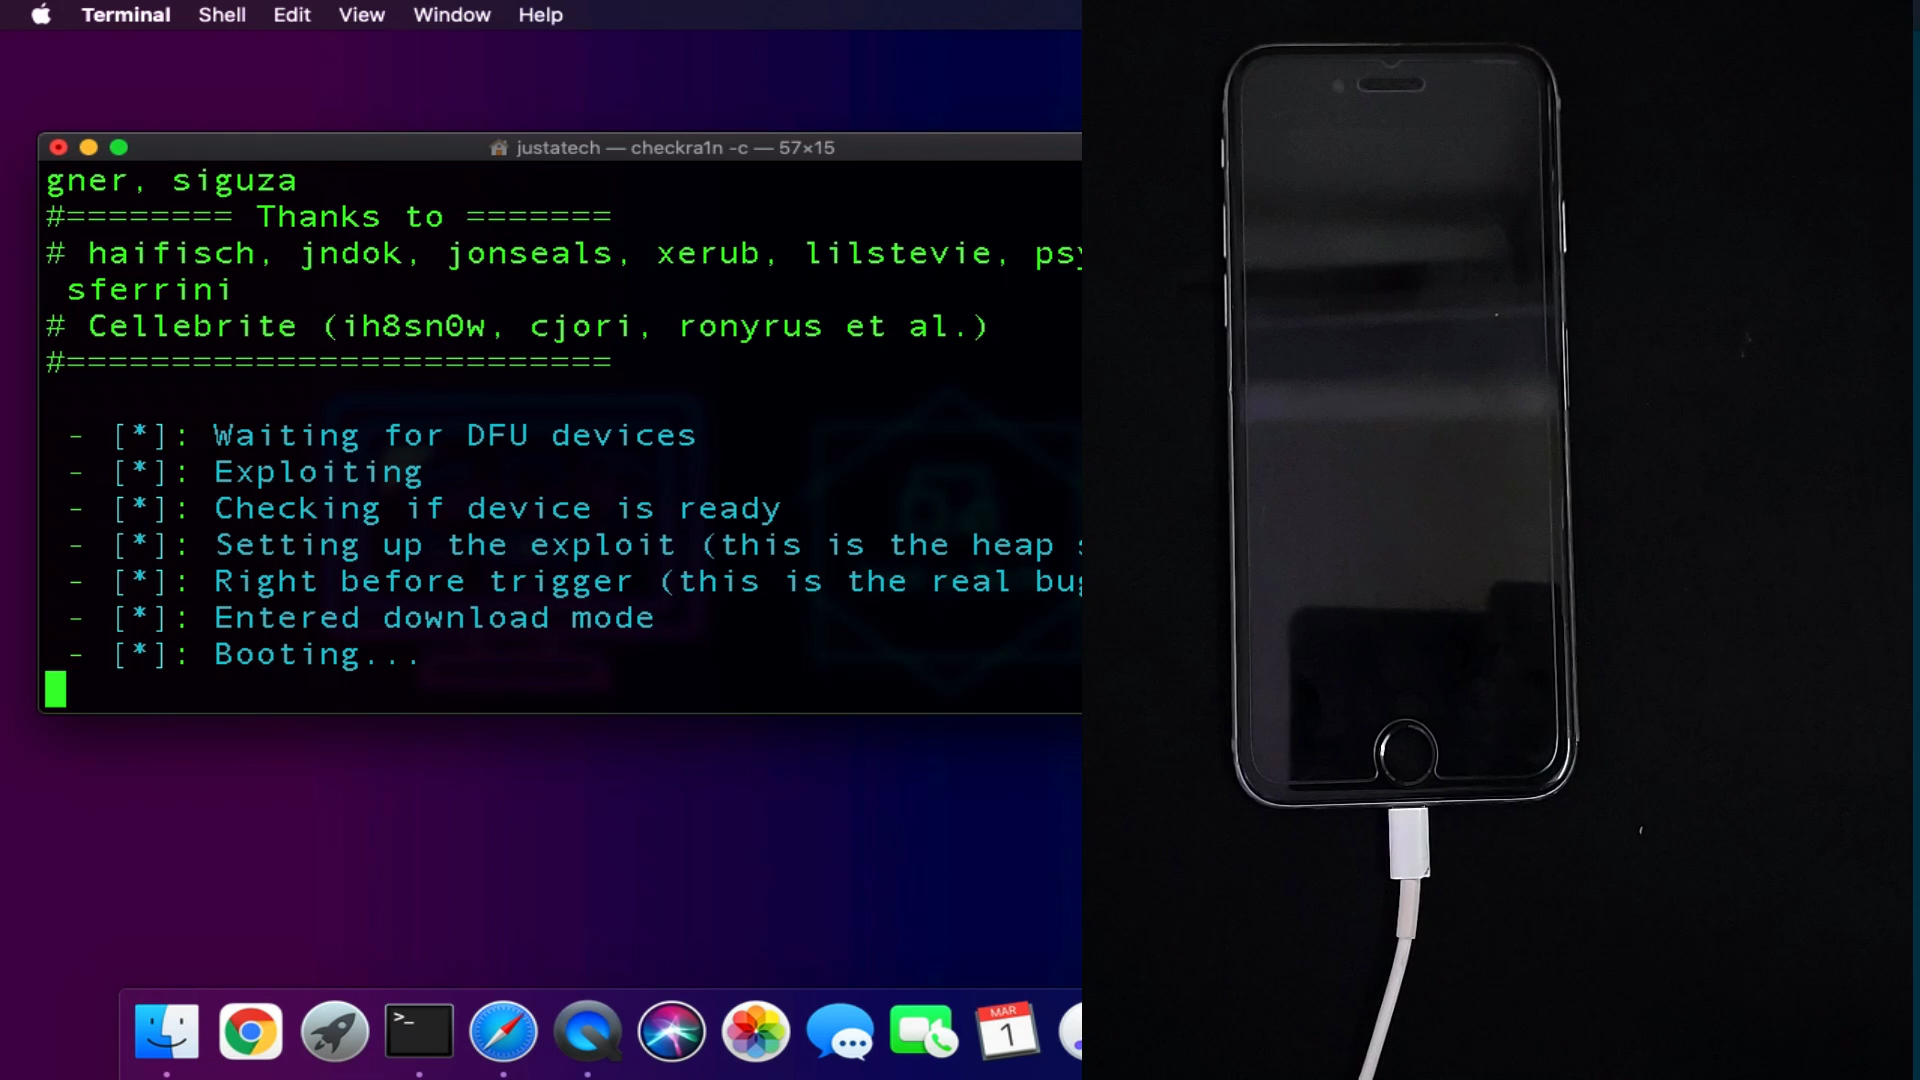 Terminal Shell Edit View Window Help
justatech — checkra1n -c — 57×15
gner, siguza
#======== Thanks to =======
# haifisch, jndok, jonseals, xerub, lilstevie,
sferrini
# Cellebrite (ih8sn0w, cjori, ronyrus et al.)
#==========================
- [*]: Waiting for DFU devices
- [*]: Exploiting
- [*]: Checking if device is ready
- [*]: Setting up the exploit (this is the heap
- [*]: Right before trigger (this is the real
- [*]: Entered download mode
- [*]: Booting...
>_
MAR
1